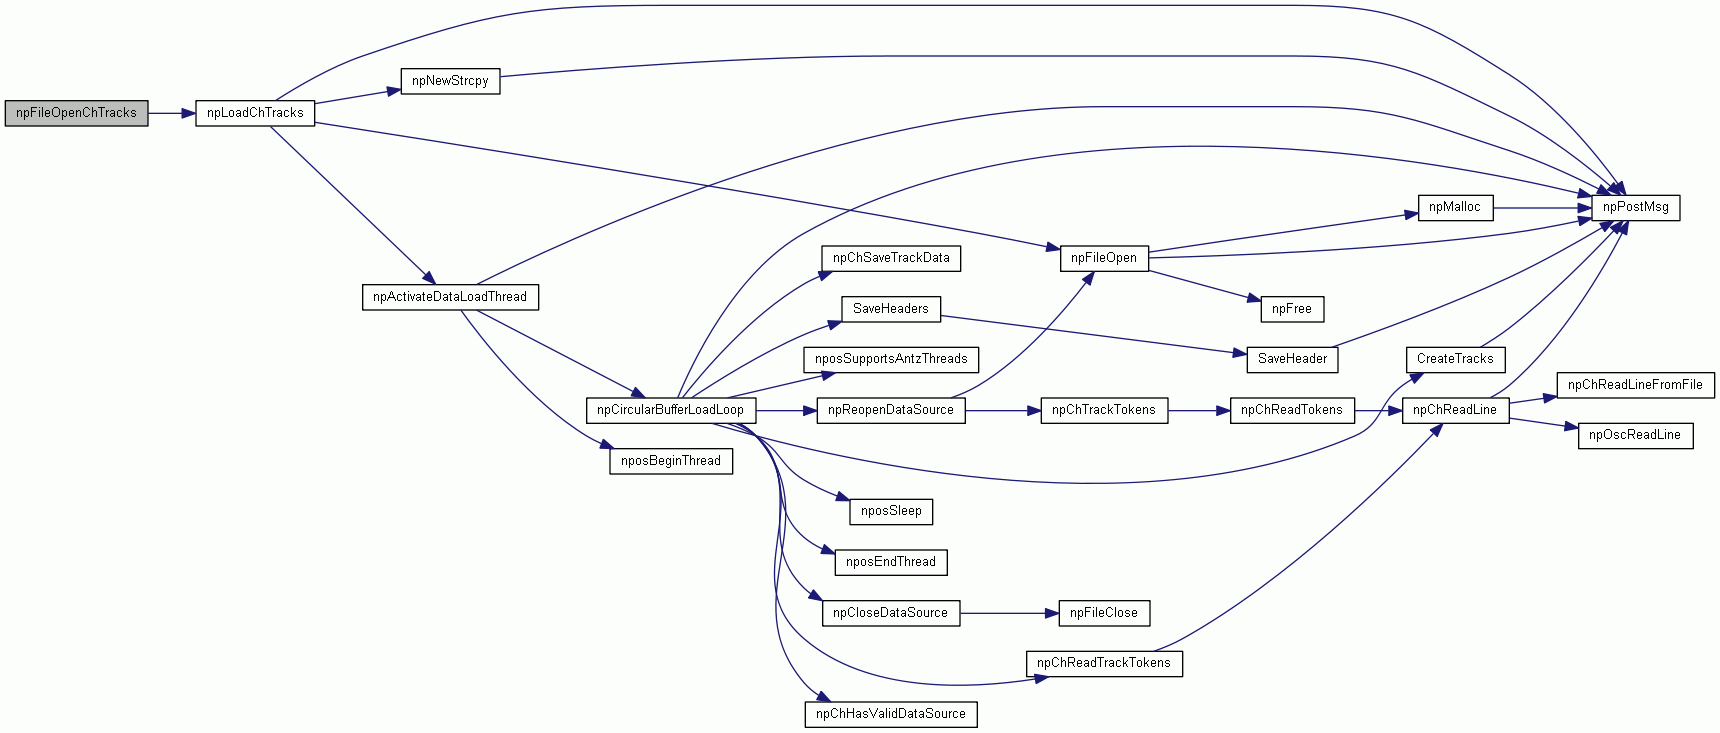 npFileOpenChTracks
npLoadChTracks
npNewStrcpy
npActivateDataLoadThread
npCircularBufferLoadLoop
nposBeginThread
npChSaveTrackData
SaveHeaders
nposSupportsAntzThreads
npReopenDataSource
nposSleep
nposEndThread
npCloseDataSource
npChHasValidDataSource
npFileOpen
npChTrackTokens
npFileClose
npChReadTrackTokens
npFree
SaveHeader
npChReadTokens
npMalloc
CreateTracks
npChReadLine
npPostMsg
npChReadLineFromFile
npOscReadLine